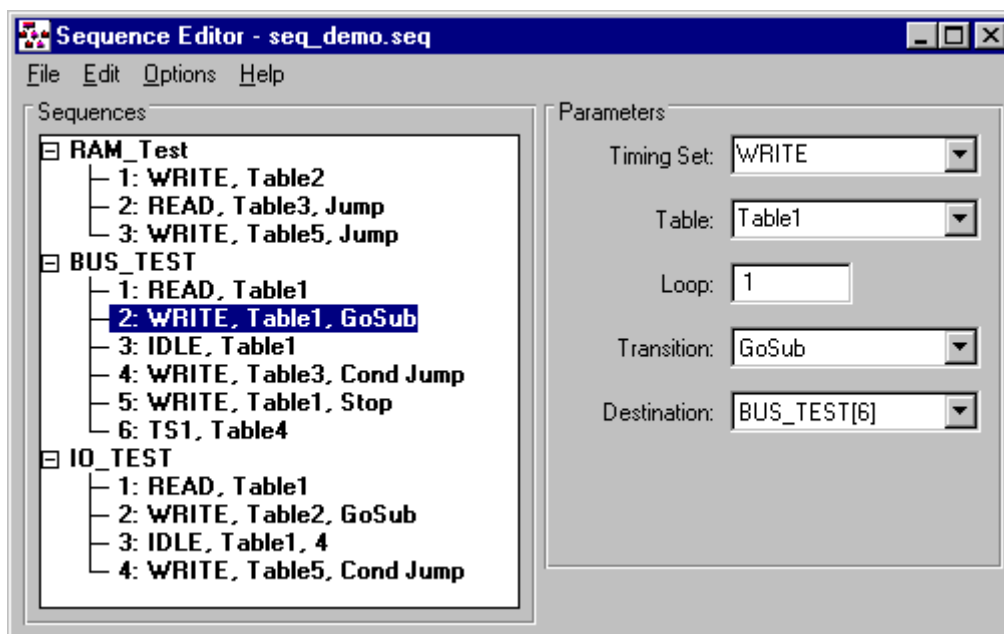 Sequence Editor - seq_demo.seq
File Edit Options Help
Sequences
RAM_Test
1: WRITE, Table2
2: READ, Table3, Jump
3: WRITE, Table5, Jump
BUS_TEST
1: READ, Table1
2: WRITE, Table1, GoSub
3: IDLE, Table1
4: WRITE, Table3, Cond Jump
5: WRITE, Table1, Stop
6: TS1, Table4
IO_TEST
1: READ, Table1
2: WRITE, Table2, GoSub
3: IDLE, Table1, 4
4: WRITE, Table5, Cond Jump
Parameters
Timing Set: WRITE
Table: Table1
Loop: 1
Transition: GoSub
Destination: BUS_TEST[6]